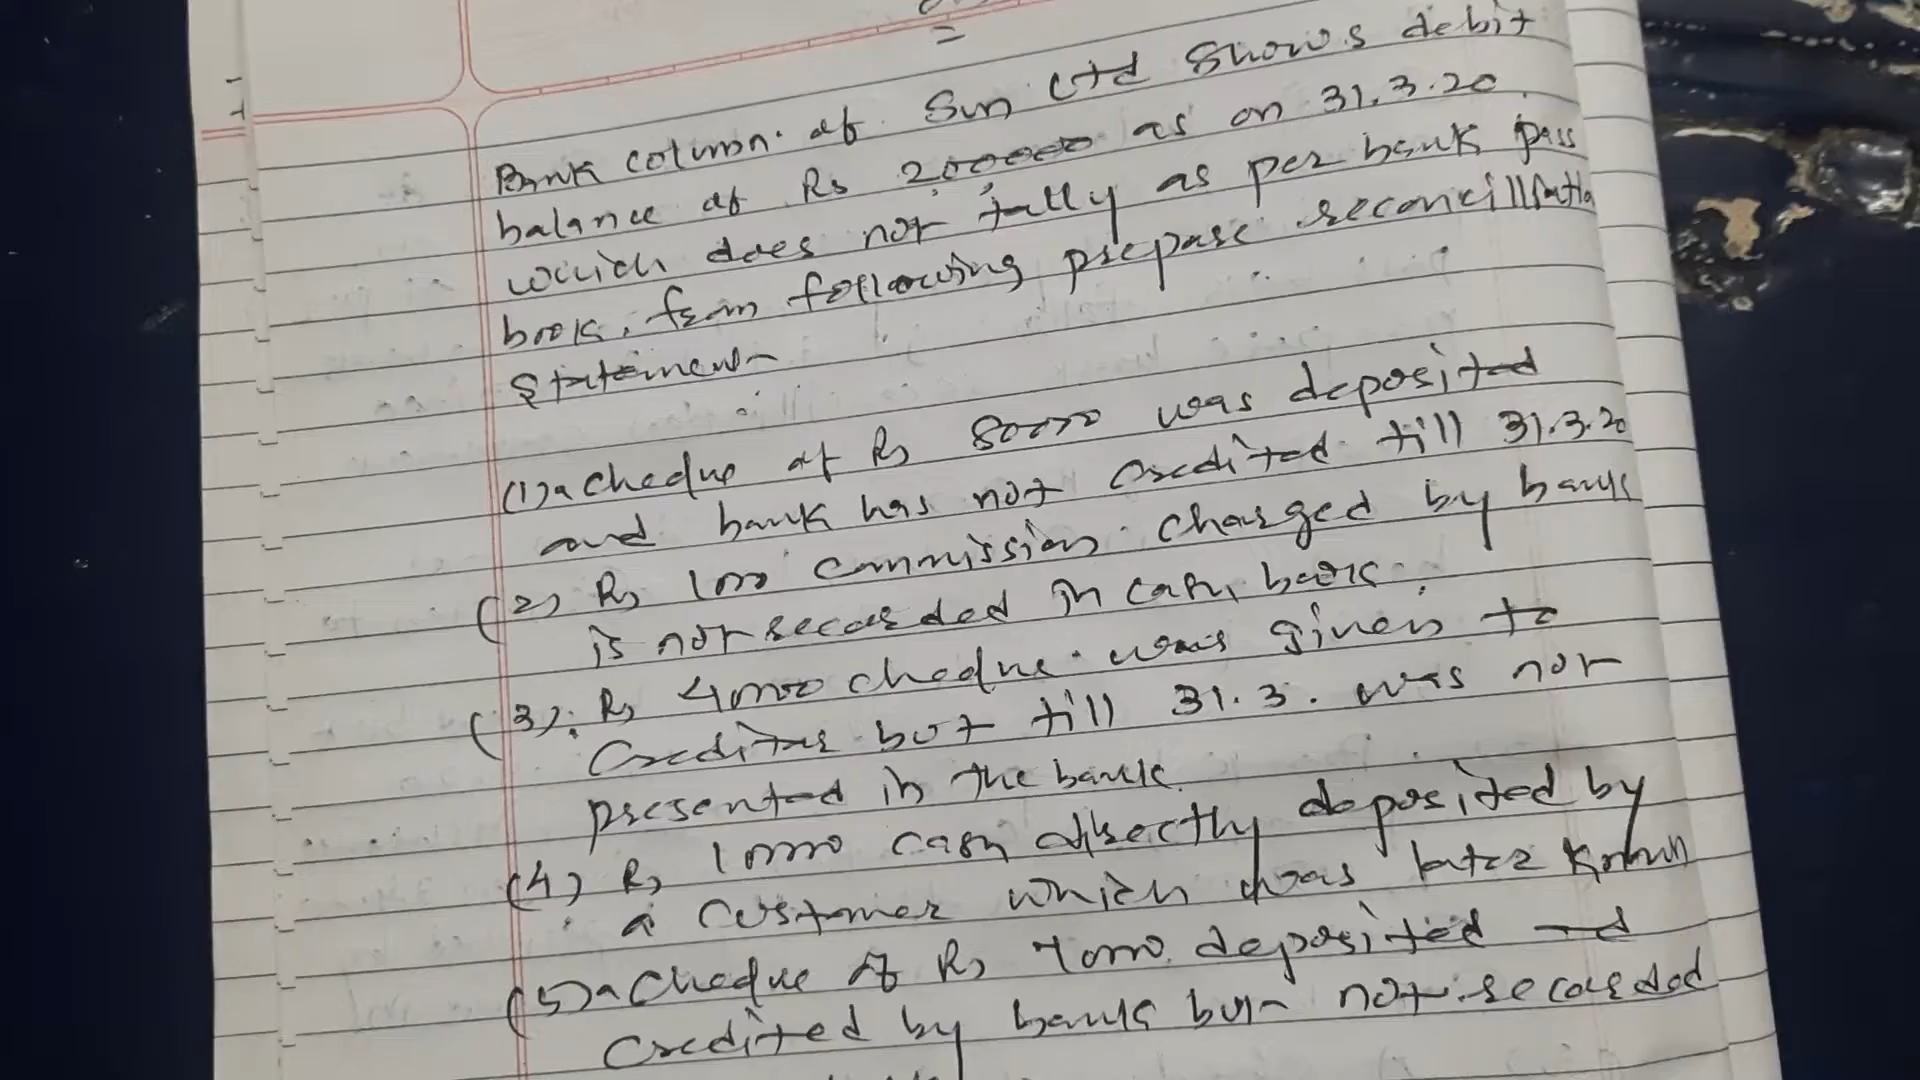 Bank column of Sun Ltd shows debit
balance of Rs 200000 as on 31.3.20.
which does not tally as per bank pass
book. from following prepare reconcillatio
statement
(1) a cheque of Rs 80000 was deposited
and bank has not credited till 31.3.20
(2) Rs 1000 commission charged by bank
is not recorded in cash book.
(3). Rs 40000 cheque was given to
creditor but till 31.3. was not
presented in the bank.
(4) Rs cash directly deposited by
a customer which was later known
(5) a cheque of Rs deposited and
credited by bank but not recorded